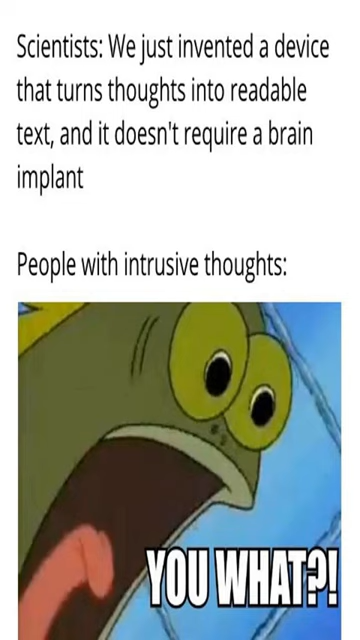 Scientists: We just invented a device
that turns thoughts into readable
text, and it doesn't require a brain
implant
People with intrusive thoughts:
YOU WHAT?!